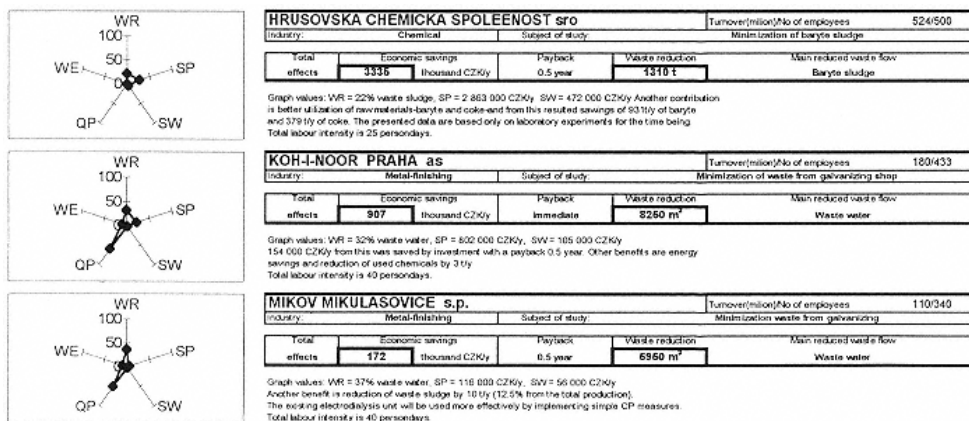 WR
100
50
0
WE
SP
QP
SW
HRUSOVSKA CHEMICKA SPOLEENOST sro
Turnover(milion)/No of employees 524/500
Industry: Chemical Subject of study: Minimization of baryte sludge
Total Economic savings Payback Waste reduction Main reduced waste flow
effects 3335 thousand CZK/y 0.5 year 1310 t Baryte sludge
Graph values: WR = 22% waste sludge, SP = 2 863 000 CZK/y, SW = 472 000 CZK/y Another contribution
is better utilization of raw materials-baryte and coke-and from this resulted sawings of 931t/y of baryte
and 379 t/y of coke. The presented data are based only on laboratory experiments for the time being.
Total labour intensity is 25 persondays.
WR
100
50
0
WE
SP
QP
SW
KOH-I-NOOR PRAHA as
Turnover(milion)/No of employees 180/433
Industry: Metal-finishing Subject of study: Minimization of waste from galvanizing shop
Total Economic savings Payback Waste reduction Main reduced waste flow
effects 907 thousand CZK/y immediate 8250 m³ Waste water
Graph values: WR = 32% waste water, SP = 802 000 CZK/y, SW = 105 000 CZK/y
154 000 CZK/y from this was saved by investment with a payback 0.5 year. Other benefits are energy
savings and reduction of used chemicals by 3 t/y
Total labour intensity is 40 persondays.
WR
100
50
0
WE
SP
QP
SW
MIKOV MIKULASOVICE s.p.
Turnover(milion)/No of employees 110/340
Industry: Metal-finishing Subject of study: Minimization waste from galvanizing
Total Economic savings Payback Waste reduction Main reduced waste flow
effects 172 thousand CZK/y 0.5 year 6950 m³ Waste water
Graph values: WR = 37% waste water, SP = 116 000 CZK/y, SW = 56 000 CZK/y
Another benefit is reduction of waste sludge by 10 t/y (12.5% from the total production).
The existing electrodialysis unit will be used more effectively by implementing simple CP measures.
Total labour intensity is 40 persondays.